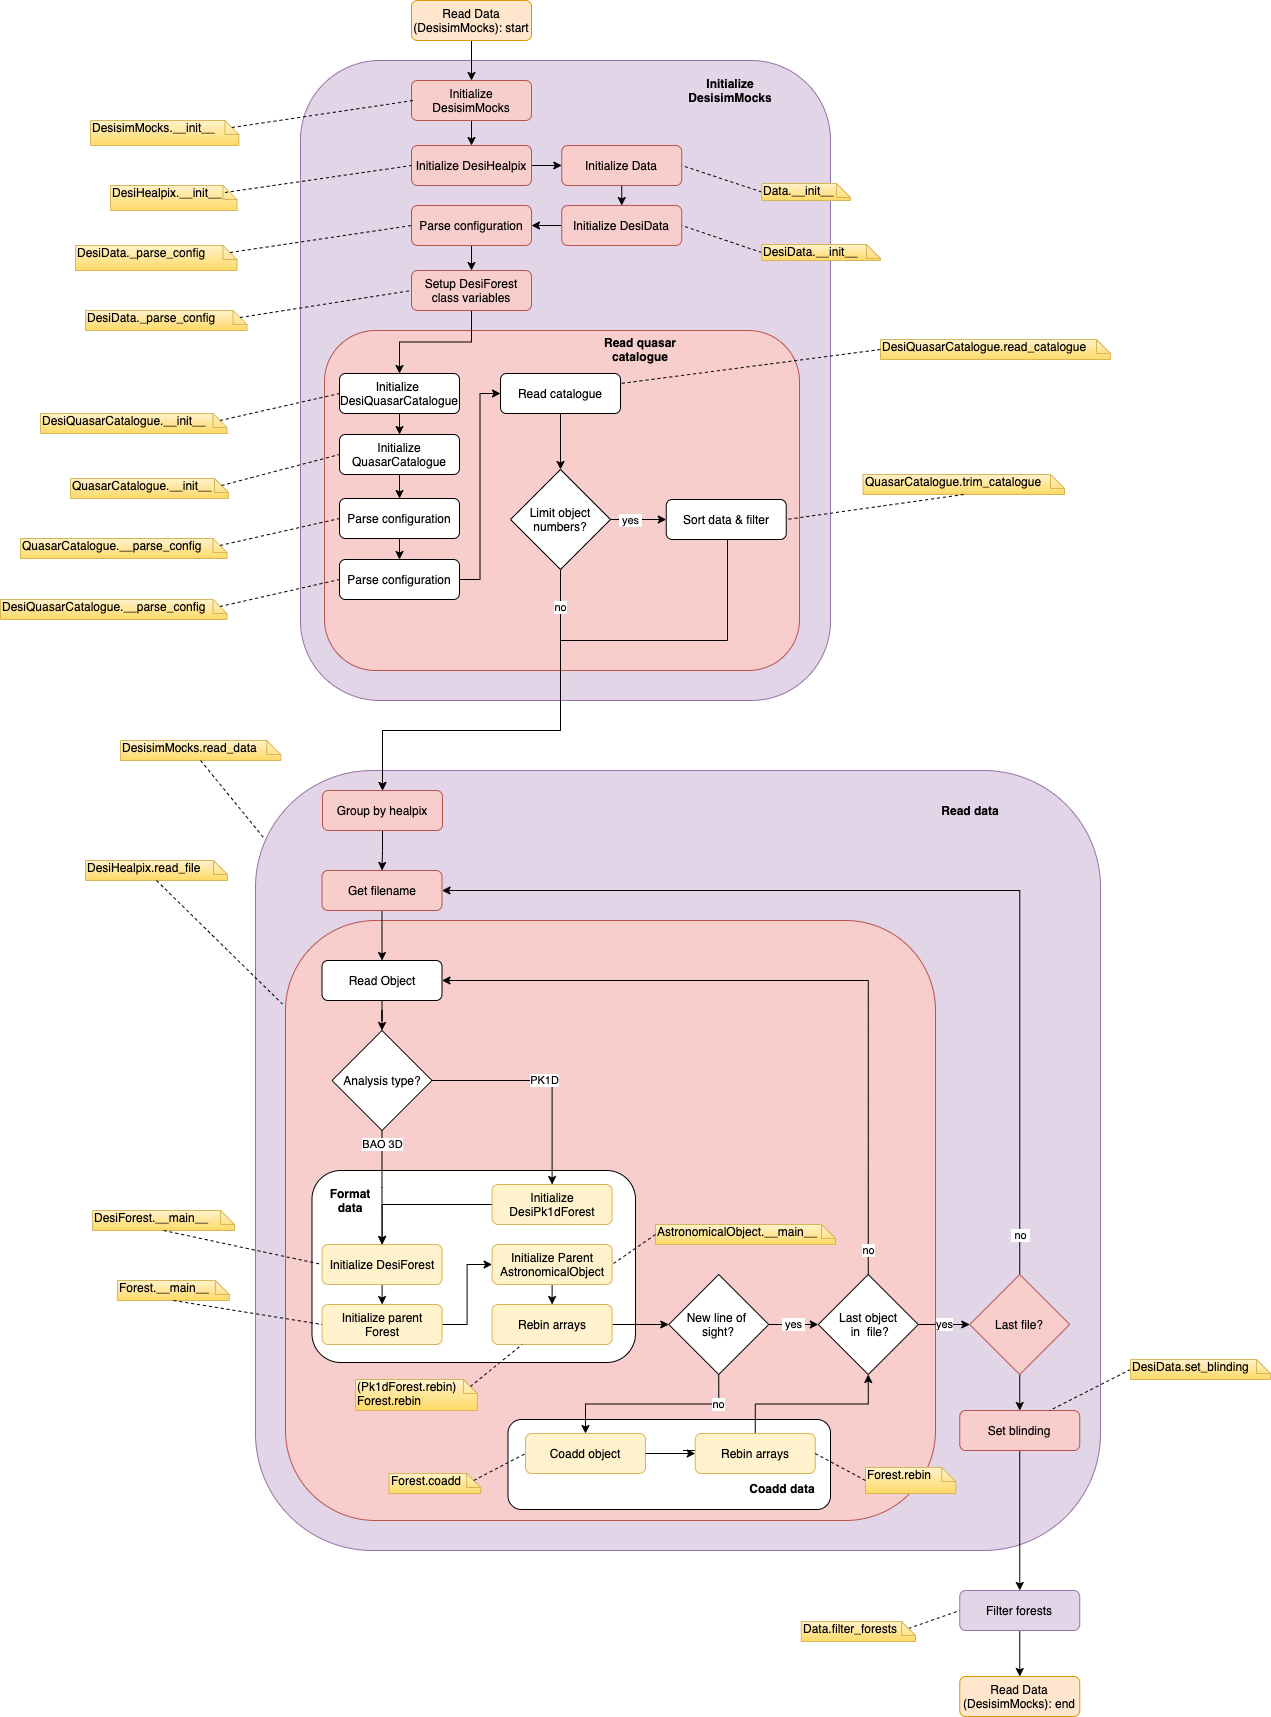 Read Data
(DesisimMocks): start
Initialize
DesisimMocks
Initialize
DesisimMocks
DesisimMocks.__init__
Initialize DesiHealpix
Initialize Data
DesiHealpix.__init__
Data.__init__
Parse configuration
Initialize DesiData
DesiData._parse_config
DesiData.__init__
Setup DesiForest
class variables
DesiData._parse_config
Read quasar
catalogue
DesiQuasarCatalogue.read_catalogue
Initialize
DesiQuasarCatalogue
Read catalogue
DesiQuasarCatalogue.__init__
Initialize
QuasarCatalogue
QuasarCatalogue.__init__
QuasarCatalogue.trim_catalogue
Parse configuration
Limit object
numbers?
yes
Sort data & filter
QuasarCatalogue.__parse_config
Parse configuration
DesiQuasarCatalogue.__parse_config
no
DesisimMocks.read_data
Group by healpix
Read data
DesiHealpix.read_file
Get filename
Read Object
Analysis type?
PK1D
BAO 3D
Format
data
Initialize
DesiPk1dForest
DesiForest.__main__
AstronomicalObject.__main__
no
no
Initialize DesiForest
Initialize Parent
AstronomicalObject
Forest.__main__
Initialize parent
Forest
Rebin arrays
New line of
sight?
yes
Last object
in  file?
yes
Last file?
(Pk1dForest.rebin)
Forest.rebin
DesiData.set_blinding
no
Set blinding
Coadd object
Rebin arrays
Forest.coadd
Forest.rebin
Coadd data
Filter forests
Data.filter_forests
Read Data
(DesisimMocks): end